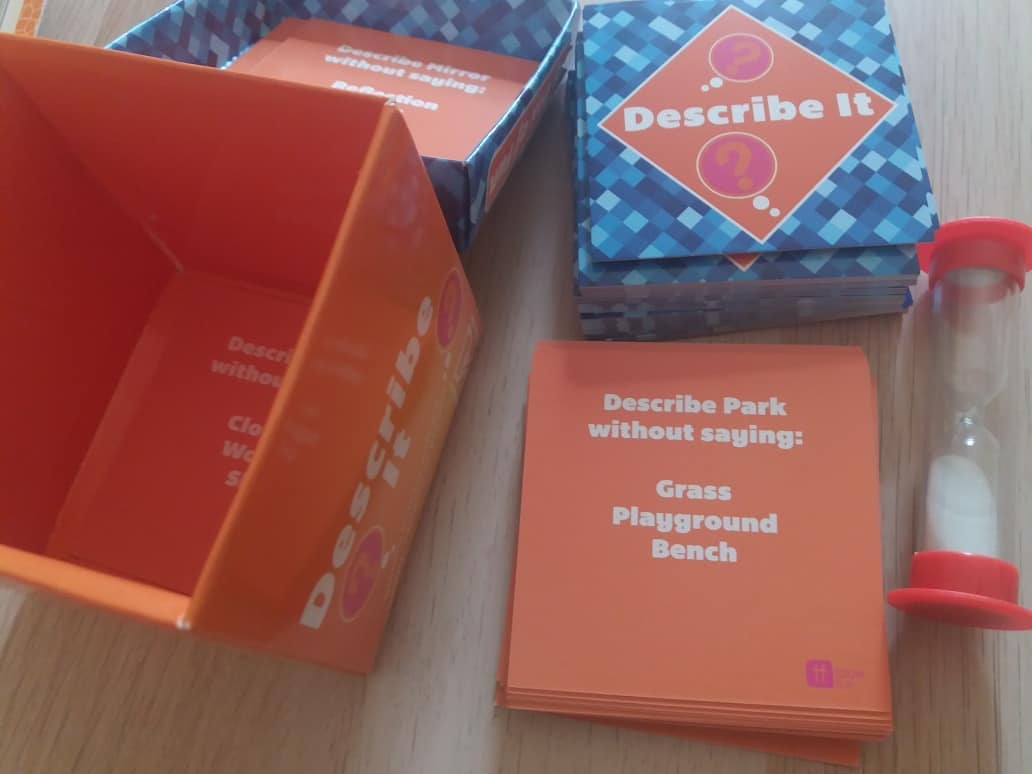 Describe Mirror
without saying:
Reflection
Describe It
Describe
It
Describe Park
without saying:
Grass
Playground
Bench